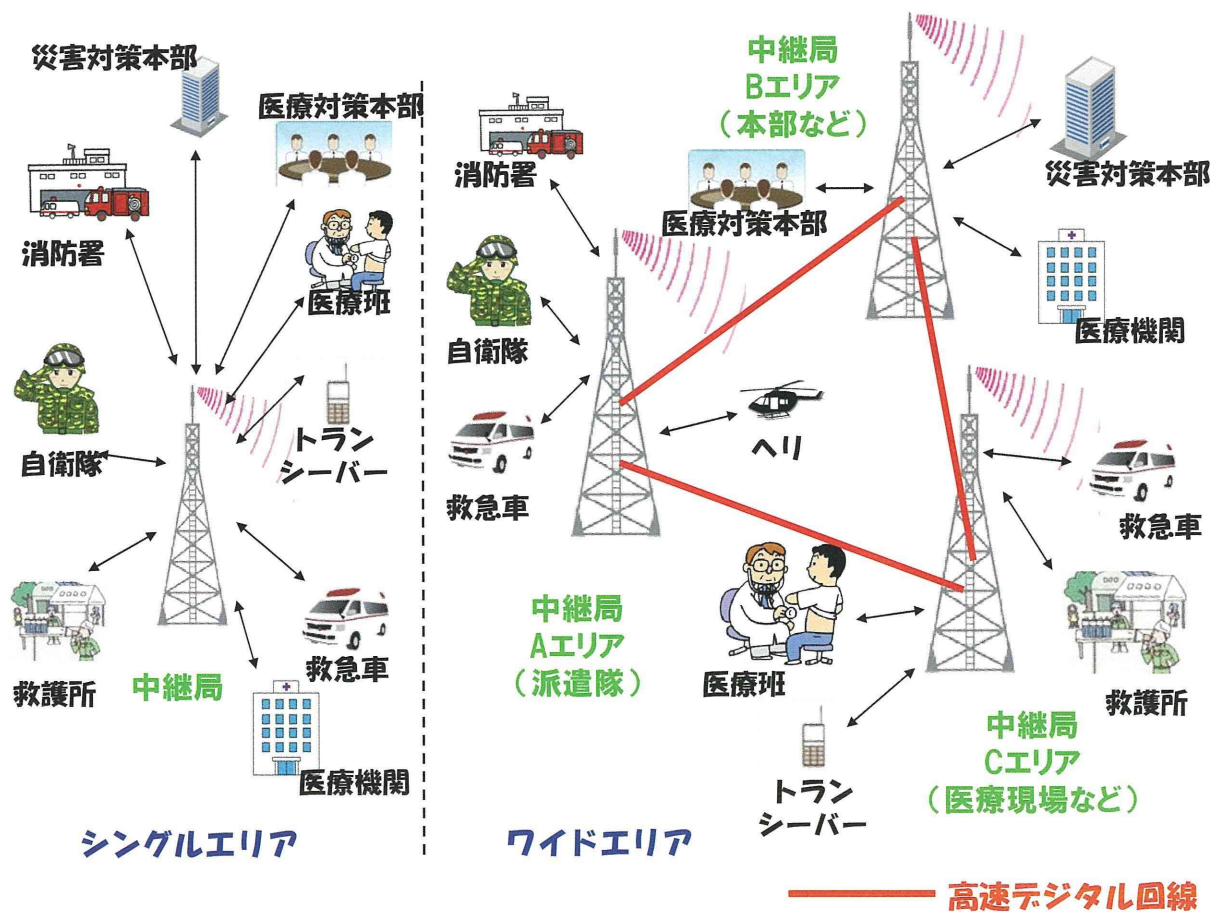 災害対策本部
医療対策本部
消防署
医療班
自衛隊
トラン
シーバー
救護所
中継局
救急車
医療機関
シングルエリア
中継局
Bエリア
（本部など）
消防署
医療対策本部
災害対策本部
自衛隊
医療機関
ヘリ
救急車
救急車
中継局
Aエリア
（派遣隊）
医療班
救護所
中継局
Cエリア
（医療現場など）
トラン
シーバー
ワイドエリア
高速デジタル回線